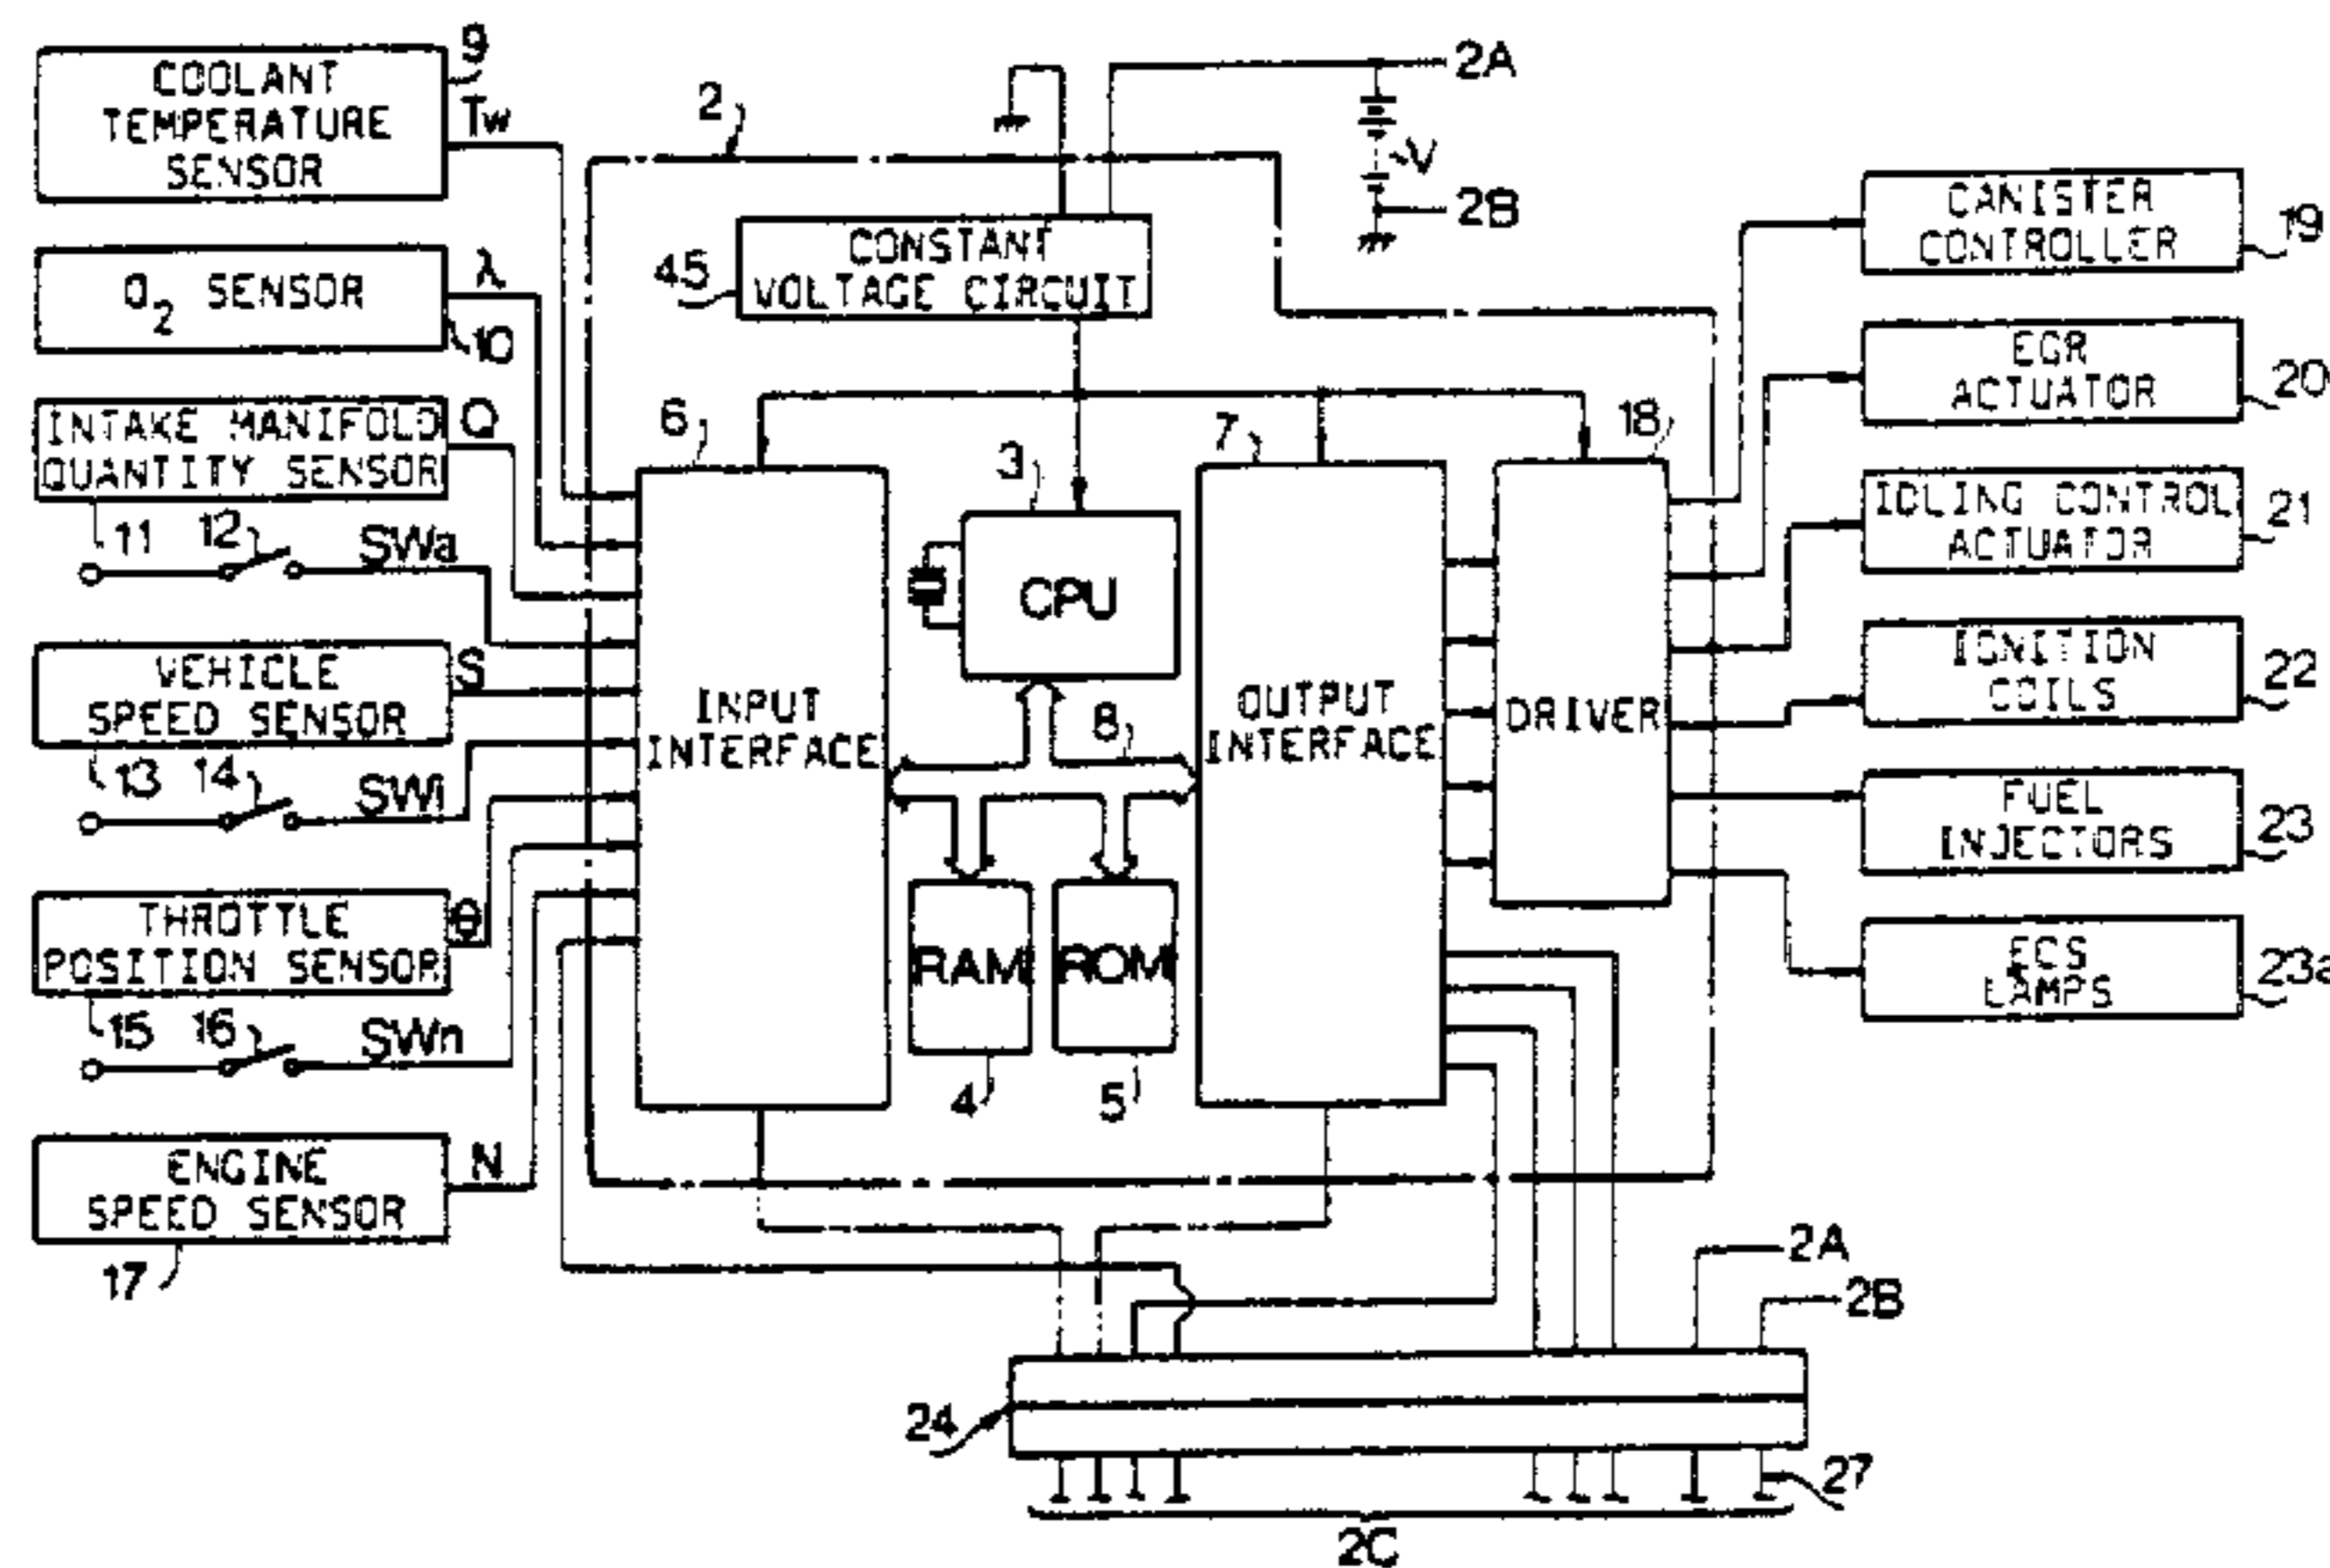 COOLANT
TEMPERATURE
SENSOR
9
Tw
O2 SENSOR
λ
10
INTAKE MANIFOLD
QUANTITY SENSOR
Q
11
12
SWa
VEHICLE
SPEED SENSOR
S
13
14
SWi
THROTTLE
POSITION SENSOR
θ
15
16
SWn
ENGINE
SPEED SENSOR
N
17
2
2A
V
2B
CONSTANT
VOLTAGE CIRCUIT
45
6
INPUT
INTERFACE
3
CPU
8
RAM
4
ROM
5
7
OUTPUT
INTERFACE
18
DRIVER
CANISTER
CONTROLLER
19
EGR
ACTUATOR
20
IDLING CONTROL
ACTUATOR
21
IGNITION
COILS
22
FUEL
INJECTORS
23
ECS
LAMPS
23a
2A
2B
24
27
2C